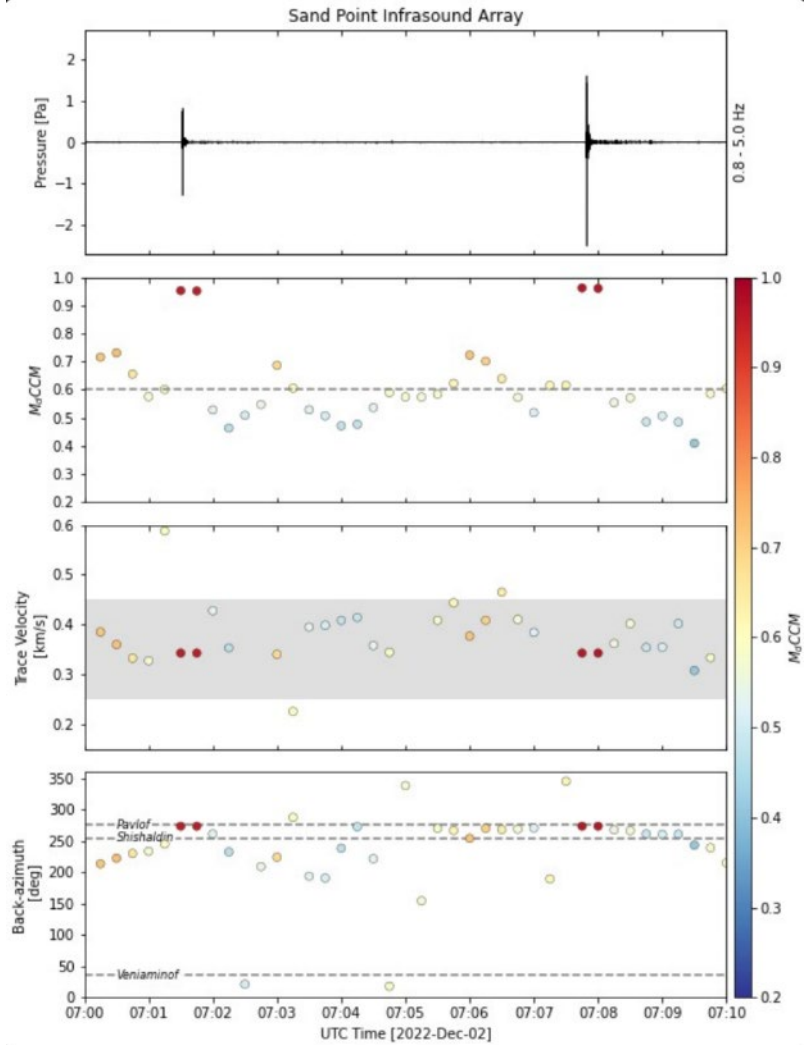 Sand Point Infrasound Array
2
1
0
−1
−2
Pressure [Pa]
0.8 - 5.0 Hz
1.0
0.9
0.8
0.7
0.6
0.5
0.4
0.3
0.2
MdCCM
0.6
0.5
0.4
0.3
0.2
Trace Velocity
[km/s]
350
300
250
200
150
100
50
0
Back-azimuth
[deg]
Pavlof
Shishaldin
Veniaminof
07:00 07:01 07:02 07:03 07:04 07:05 07:06 07:07 07:08 07:09 07:10
UTC Time [2022-Dec-02]
1.0
0.9
0.8
0.7
0.6
0.5
0.4
0.3
0.2
MdCCM